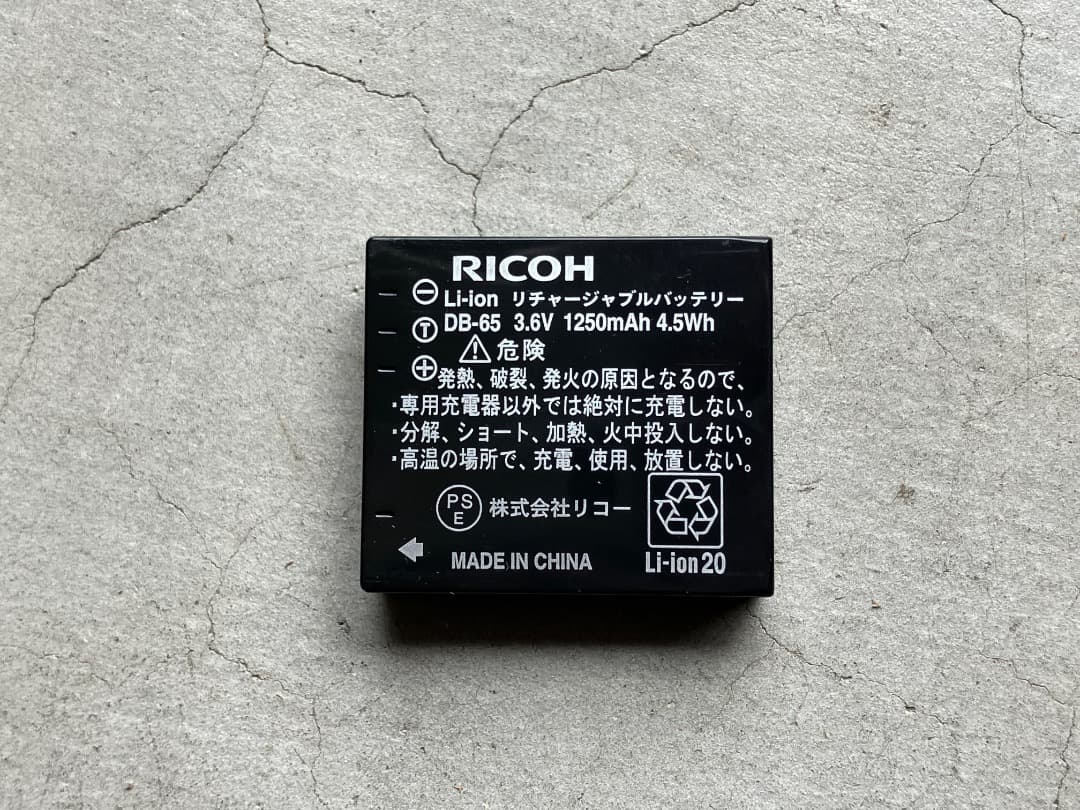 RICOH
⊖ Li-ion リチャージャブルバッテリー
Ⓣ DB-65 3.6V 1250mAh 4.5Wh
⚠危険
⊕ 発熱、破裂、発火の原因となるので、
・専用充電器以外では絶対に充電しない。
・分解、ショート、加熱、火中投入しない。
・高温の場所で、充電、使用、放置しない。
PS
E
株式会社リコー
MADE IN CHINA
Li-ion 20